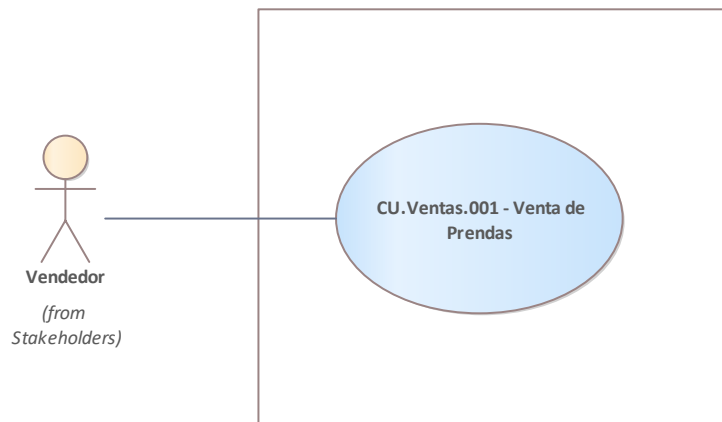 CU.Ventas.001 - Venta de
Prendas
Vendedor
(from
Stakeholders)